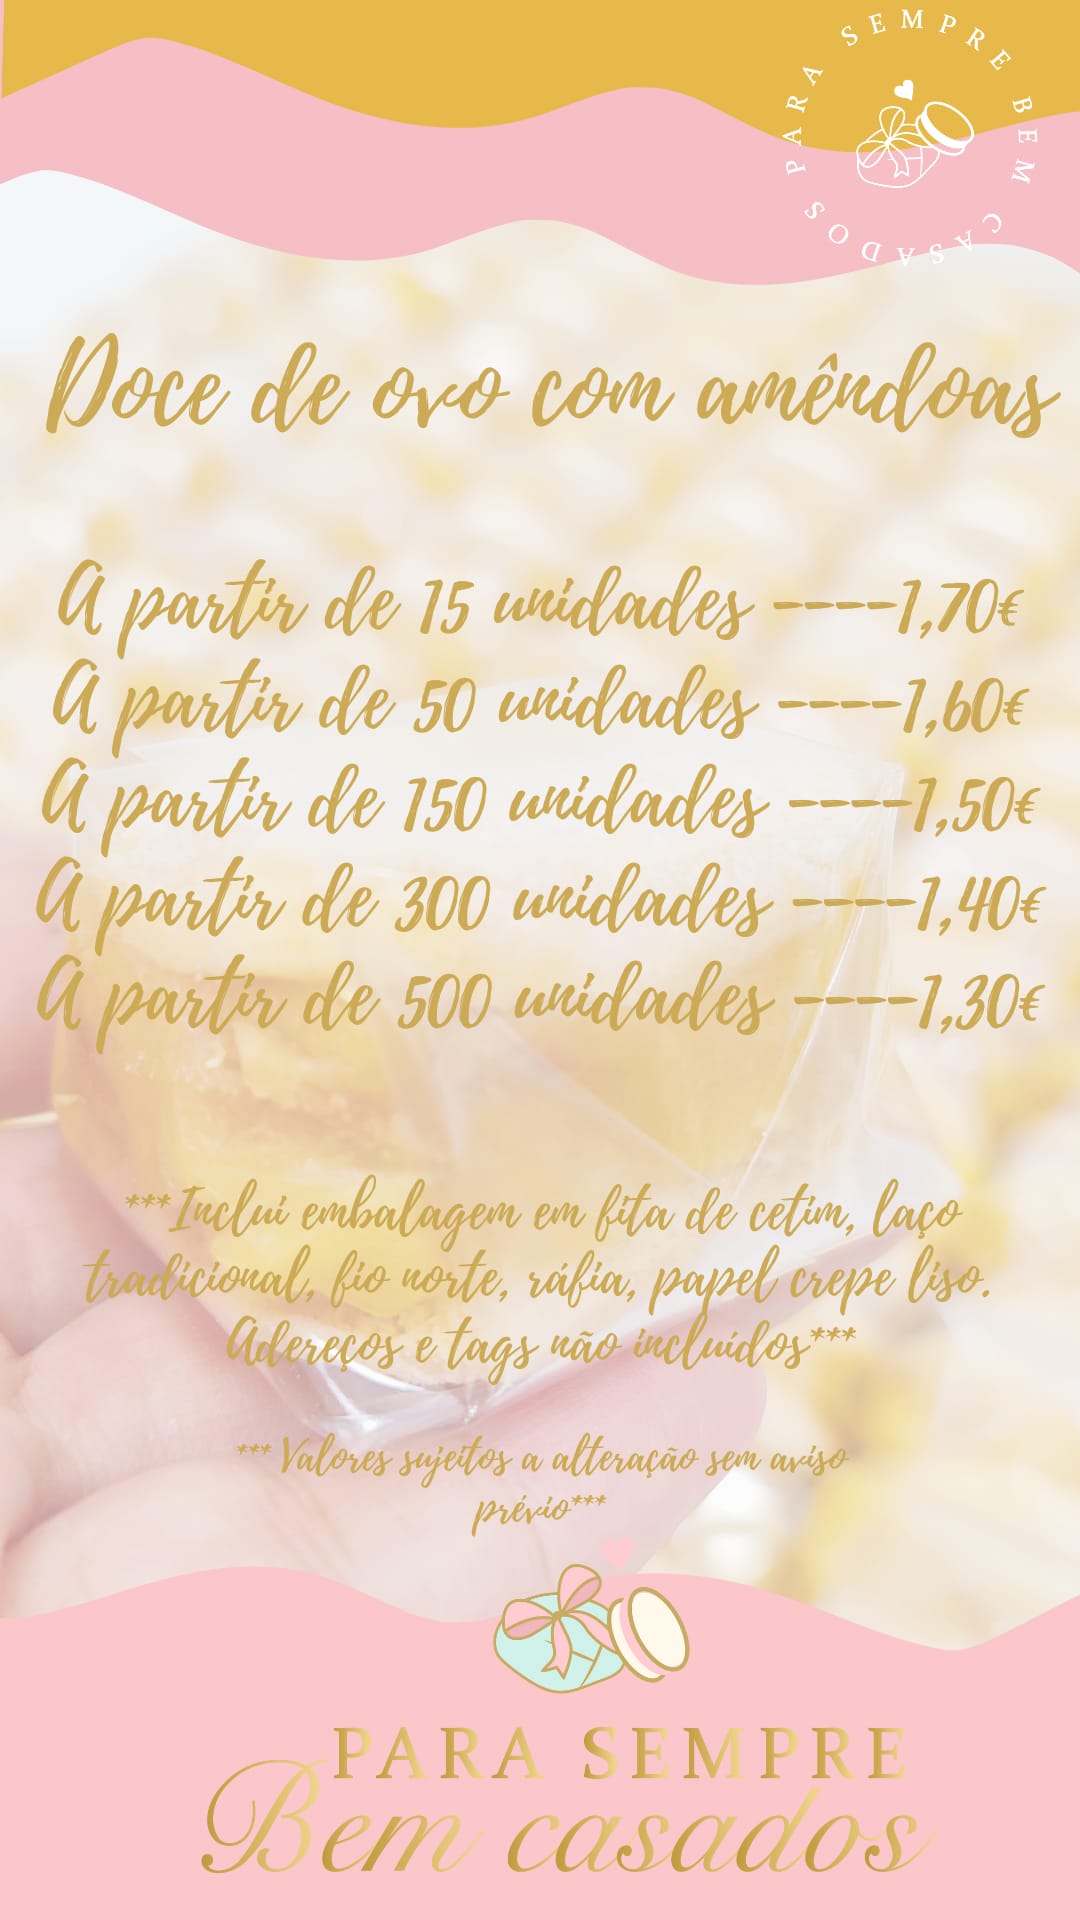 PARA SEMPRE BEM CASADOS
Doce de ovo com amêndoas
A partir de 15 unidades ----1,70€
A partir de 50 unidades ----1,60€
A partir de 150 unidades ----1,50€
A partir de 300 unidades ----1,40€
A partir de 500 unidades ----1,30€
***Inclui embalagem em fita de cetim, laço
tradicional, fio norte, ráfia, papel crepe liso.
Adereços e tags não incluídos***
*** Valores sujeitos a alteração sem aviso
prévio***
PARA SEMPRE
Bem casados